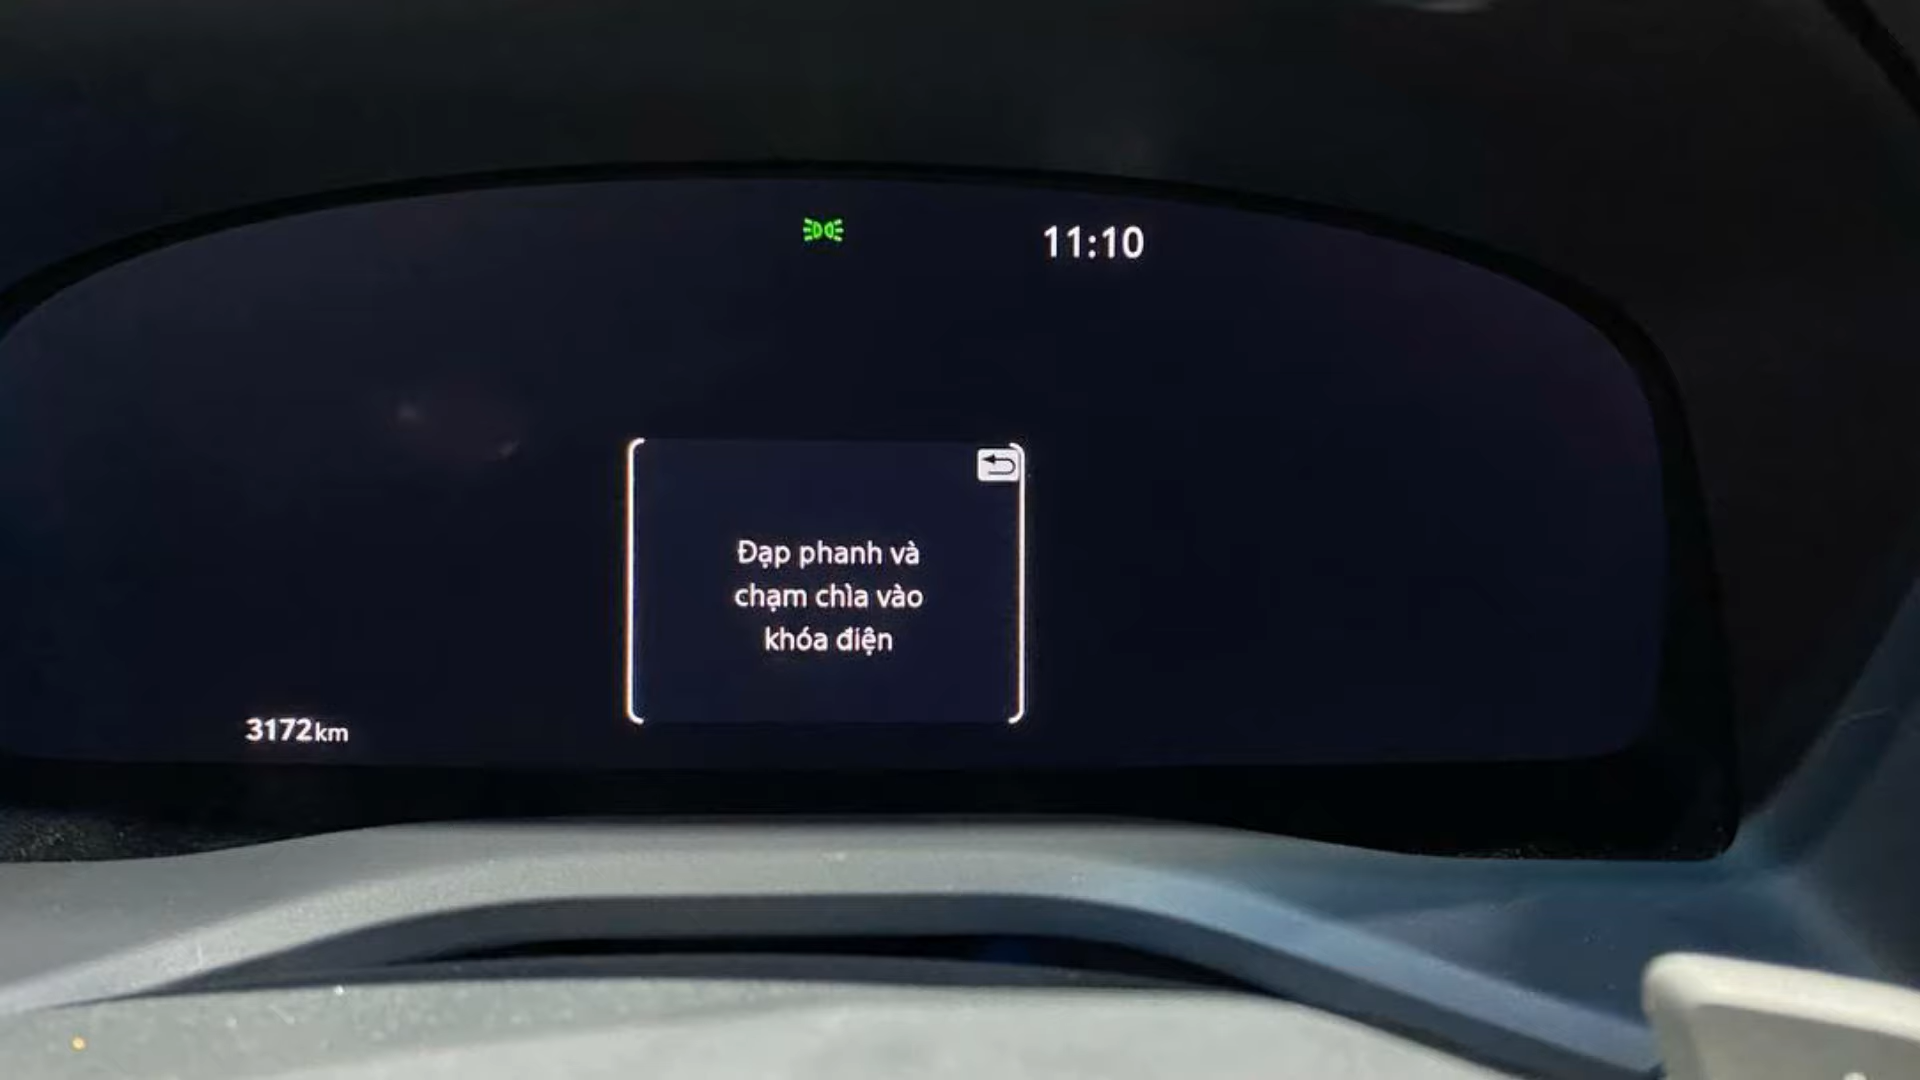 11:10
Đạp phanh và
chạm chìa vào
khóa điện
3172km